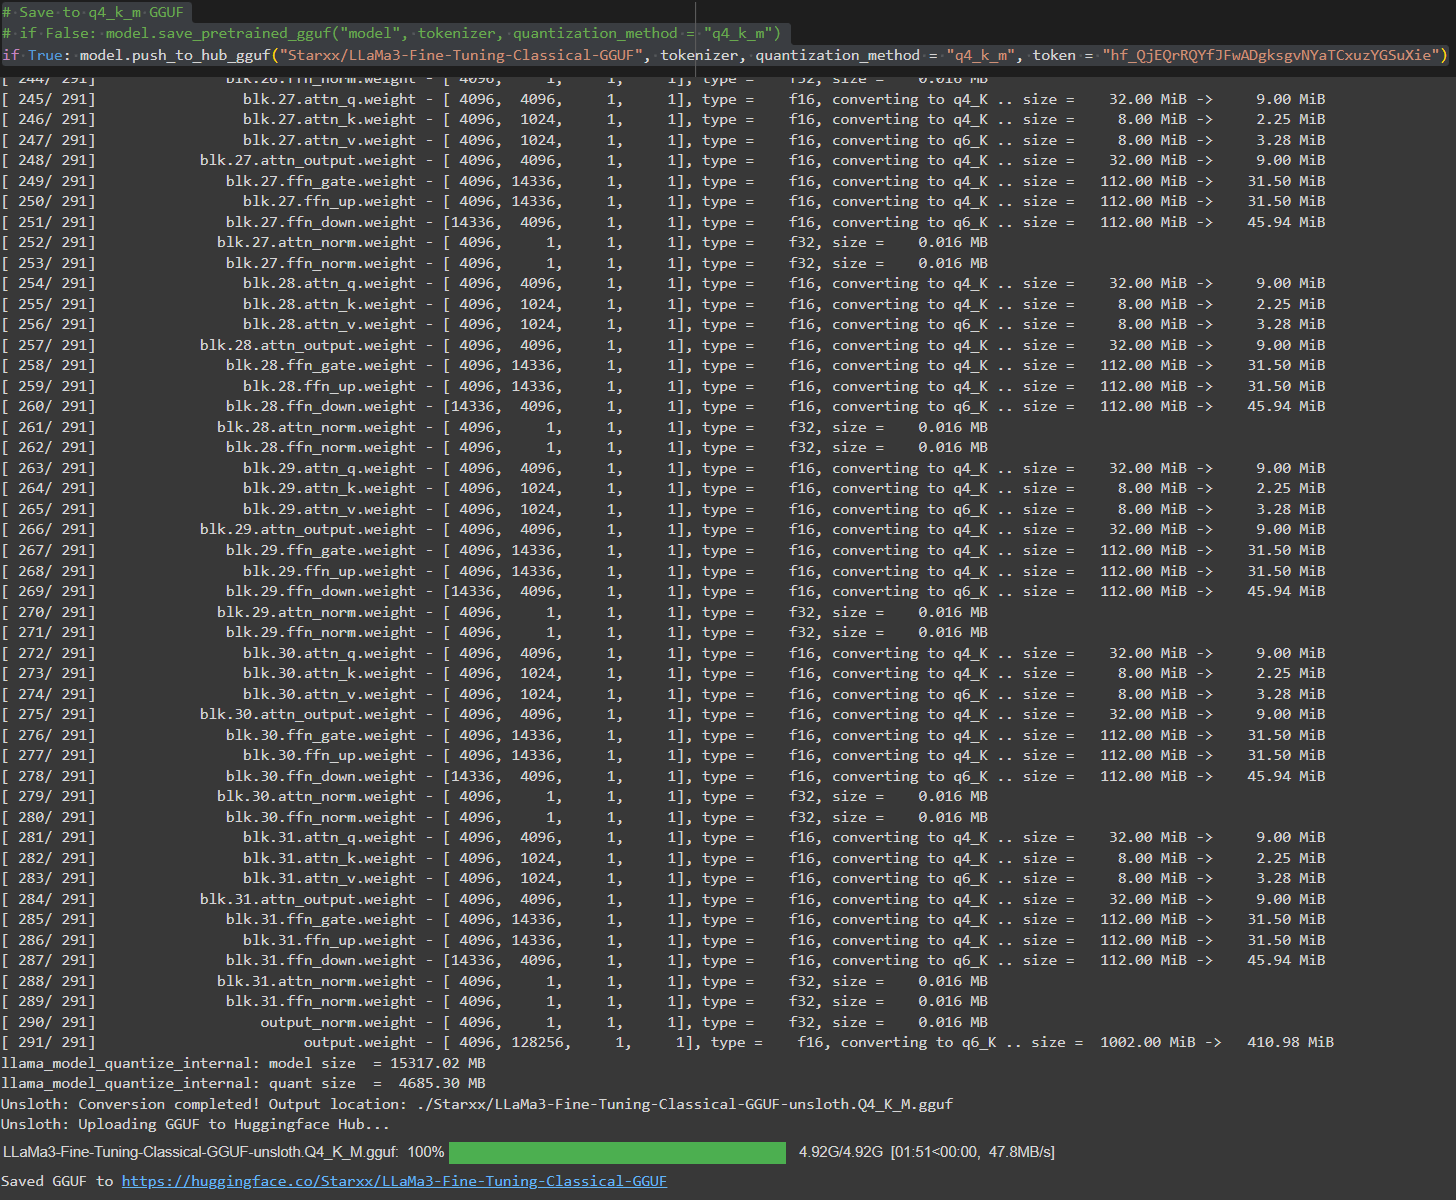 # Save to q4_k_m GGUF
# if False: model.save_pretrained_gguf("model", tokenizer, quantization_method = "q4_k_m")
if True: model.push_to_hub_gguf("Starxx/LLaMa3-Fine-Tuning-Classical-GGUF", tokenizer, quantization_method = "q4_k_m", token = "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")
[ 244/ 291] blk.26.ffn_norm.weight - [ 4096, 1, 1, 1], type = f32, size = 0.016 MB
[ 245/ 291] blk.27.attn_q.weight - [ 4096, 4096, 1, 1], type = f16, converting to q4_K .. size = 32.00 MiB -> 9.00 MiB
[ 246/ 291] blk.27.attn_k.weight - [ 4096, 1024, 1, 1], type = f16, converting to q4_K .. size = 8.00 MiB -> 2.25 MiB
[ 247/ 291] blk.27.attn_v.weight - [ 4096, 1024, 1, 1], type = f16, converting to q6_K .. size = 8.00 MiB -> 3.28 MiB
[ 248/ 291] blk.27.attn_output.weight - [ 4096, 4096, 1, 1], type = f16, converting to q4_K .. size = 32.00 MiB -> 9.00 MiB
[ 249/ 291] blk.27.ffn_gate.weight - [ 4096, 14336, 1, 1], type = f16, converting to q4_K .. size = 112.00 MiB -> 31.50 MiB
[ 250/ 291] blk.27.ffn_up.weight - [ 4096, 14336, 1, 1], type = f16, converting to q4_K .. size = 112.00 MiB -> 31.50 MiB
[ 251/ 291] blk.27.ffn_down.weight - [14336, 4096, 1, 1], type = f16, converting to q6_K .. size = 112.00 MiB -> 45.94 MiB
[ 252/ 291] blk.27.attn_norm.weight - [ 4096, 1, 1, 1], type = f32, size = 0.016 MB
[ 253/ 291] blk.27.ffn_norm.weight - [ 4096, 1, 1, 1], type = f32, size = 0.016 MB
[ 254/ 291] blk.28.attn_q.weight - [ 4096, 4096, 1, 1], type = f16, converting to q4_K .. size = 32.00 MiB -> 9.00 MiB
[ 255/ 291] blk.28.attn_k.weight - [ 4096, 1024, 1, 1], type = f16, converting to q4_K .. size = 8.00 MiB -> 2.25 MiB
[ 256/ 291] blk.28.attn_v.weight - [ 4096, 1024, 1, 1], type = f16, converting to q6_K .. size = 8.00 MiB -> 3.28 MiB
[ 257/ 291] blk.28.attn_output.weight - [ 4096, 4096, 1, 1], type = f16, converting to q4_K .. size = 32.00 MiB -> 9.00 MiB
[ 258/ 291] blk.28.ffn_gate.weight - [ 4096, 14336, 1, 1], type = f16, converting to q4_K .. size = 112.00 MiB -> 31.50 MiB
[ 259/ 291] blk.28.ffn_up.weight - [ 4096, 14336, 1, 1], type = f16, converting to q4_K .. size = 112.00 MiB -> 31.50 MiB
[ 260/ 291] blk.28.ffn_down.weight - [14336, 4096, 1, 1], type = f16, converting to q6_K .. size = 112.00 MiB -> 45.94 MiB
[ 261/ 291] blk.28.attn_norm.weight - [ 4096, 1, 1, 1], type = f32, size = 0.016 MB
[ 262/ 291] blk.28.ffn_norm.weight - [ 4096, 1, 1, 1], type = f32, size = 0.016 MB
[ 263/ 291] blk.29.attn_q.weight - [ 4096, 4096, 1, 1], type = f16, converting to q4_K .. size = 32.00 MiB -> 9.00 MiB
[ 264/ 291] blk.29.attn_k.weight - [ 4096, 1024, 1, 1], type = f16, converting to q4_K .. size = 8.00 MiB -> 2.25 MiB
[ 265/ 291] blk.29.attn_v.weight - [ 4096, 1024, 1, 1], type = f16, converting to q6_K .. size = 8.00 MiB -> 3.28 MiB
[ 266/ 291] blk.29.attn_output.weight - [ 4096, 4096, 1, 1], type = f16, converting to q4_K .. size = 32.00 MiB -> 9.00 MiB
[ 267/ 291] blk.29.ffn_gate.weight - [ 4096, 14336, 1, 1], type = f16, converting to q4_K .. size = 112.00 MiB -> 31.50 MiB
[ 268/ 291] blk.29.ffn_up.weight - [ 4096, 14336, 1, 1], type = f16, converting to q4_K .. size = 112.00 MiB -> 31.50 MiB
[ 269/ 291] blk.29.ffn_down.weight - [14336, 4096, 1, 1], type = f16, converting to q6_K .. size = 112.00 MiB -> 45.94 MiB
[ 270/ 291] blk.29.attn_norm.weight - [ 4096, 1, 1, 1], type = f32, size = 0.016 MB
[ 271/ 291] blk.29.ffn_norm.weight - [ 4096, 1, 1, 1], type = f32, size = 0.016 MB
[ 272/ 291] blk.30.attn_q.weight - [ 4096, 4096, 1, 1], type = f16, converting to q4_K .. size = 32.00 MiB -> 9.00 MiB
[ 273/ 291] blk.30.attn_k.weight - [ 4096, 1024, 1, 1], type = f16, converting to q4_K .. size = 8.00 MiB -> 2.25 MiB
[ 274/ 291] blk.30.attn_v.weight - [ 4096, 1024, 1, 1], type = f16, converting to q6_K .. size = 8.00 MiB -> 3.28 MiB
[ 275/ 291] blk.30.attn_output.weight - [ 4096, 4096, 1, 1], type = f16, converting to q4_K .. size = 32.00 MiB -> 9.00 MiB
[ 276/ 291] blk.30.ffn_gate.weight - [ 4096, 14336, 1, 1], type = f16, converting to q4_K .. size = 112.00 MiB -> 31.50 MiB
[ 277/ 291] blk.30.ffn_up.weight - [ 4096, 14336, 1, 1], type = f16, converting to q4_K .. size = 112.00 MiB -> 31.50 MiB
[ 278/ 291] blk.30.ffn_down.weight - [14336, 4096, 1, 1], type = f16, converting to q6_K .. size = 112.00 MiB -> 45.94 MiB
[ 279/ 291] blk.30.attn_norm.weight - [ 4096, 1, 1, 1], type = f32, size = 0.016 MB
[ 280/ 291] blk.30.ffn_norm.weight - [ 4096, 1, 1, 1], type = f32, size = 0.016 MB
[ 281/ 291] blk.31.attn_q.weight - [ 4096, 4096, 1, 1], type = f16, converting to q4_K .. size = 32.00 MiB -> 9.00 MiB
[ 282/ 291] blk.31.attn_k.weight - [ 4096, 1024, 1, 1], type = f16, converting to q4_K .. size = 8.00 MiB -> 2.25 MiB
[ 283/ 291] blk.31.attn_v.weight - [ 4096, 1024, 1, 1], type = f16, converting to q6_K .. size = 8.00 MiB -> 3.28 MiB
[ 284/ 291] blk.31.attn_output.weight - [ 4096, 4096, 1, 1], type = f16, converting to q4_K .. size = 32.00 MiB -> 9.00 MiB
[ 285/ 291] blk.31.ffn_gate.weight - [ 4096, 14336, 1, 1], type = f16, converting to q4_K .. size = 112.00 MiB -> 31.50 MiB
[ 286/ 291] blk.31.ffn_up.weight - [ 4096, 14336, 1, 1], type = f16, converting to q4_K .. size = 112.00 MiB -> 31.50 MiB
[ 287/ 291] blk.31.ffn_down.weight - [14336, 4096, 1, 1], type = f16, converting to q6_K .. size = 112.00 MiB -> 45.94 MiB
[ 288/ 291] blk.31.attn_norm.weight - [ 4096, 1, 1, 1], type = f32, size = 0.016 MB
[ 289/ 291] blk.31.ffn_norm.weight - [ 4096, 1, 1, 1], type = f32, size = 0.016 MB
[ 290/ 291] output_norm.weight - [ 4096, 1, 1, 1], type = f32, size = 0.016 MB
[ 291/ 291] output.weight - [ 4096, 128256, 1, 1], type = f16, converting to q6_K .. size = 1002.00 MiB -> 410.98 MiB
llama_model_quantize_internal: model size = 15317.02 MB
llama_model_quantize_internal: quant size = 4685.30 MB
Unsloth: Conversion completed! Output location: ./Starxx/LLaMa3-Fine-Tuning-Classical-GGUF-unsloth.Q4_K_M.gguf
Unsloth: Uploading GGUF to Huggingface Hub...
LLaMa3-Fine-Tuning-Classical-GGUF-unsloth.Q4_K_M.gguf: 100% 4.92G/4.92G [01:51<00:00, 47.8MB/s]
Saved GGUF to https://huggingface.co/Starxx/LLaMa3-Fine-Tuning-Classical-GGUF